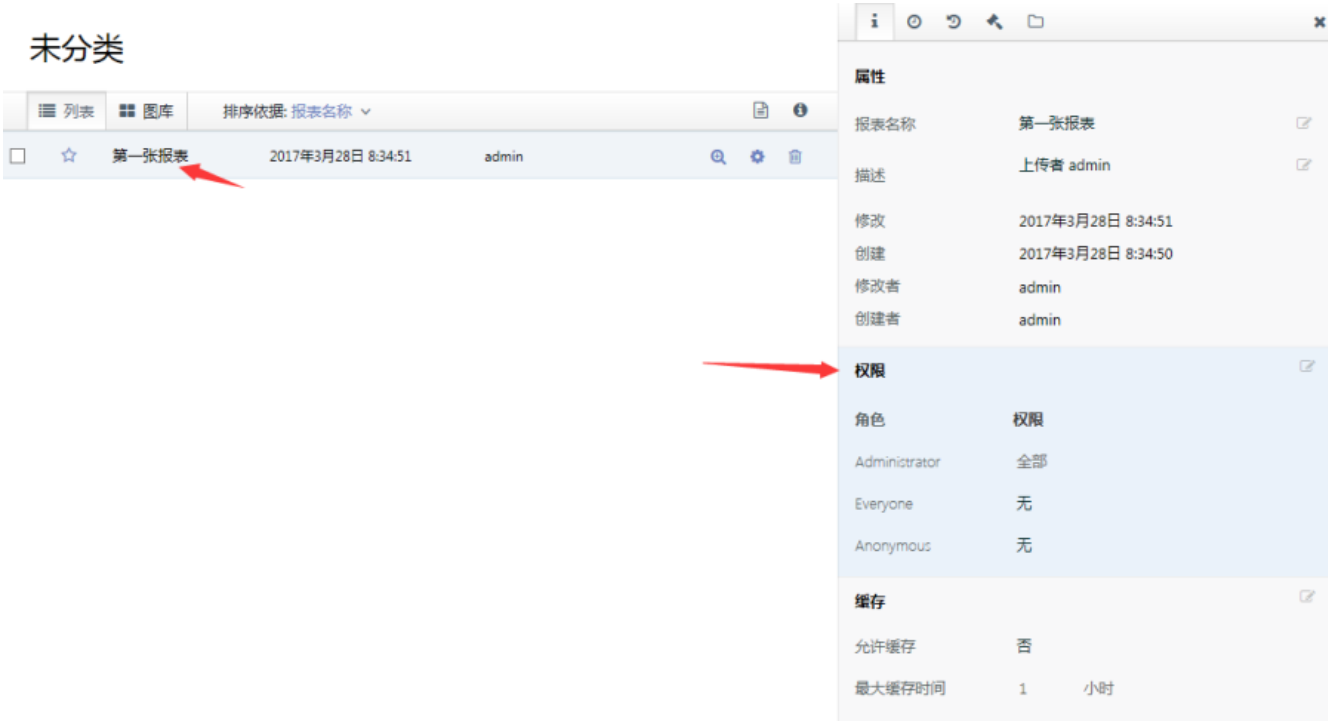 未分类
列表 图库 排序依据: 报表名称
第一张报表 2017年3月28日 8:34:51 admin
属性
报表名称 第一张报表
描述 上传者 admin
修改 2017年3月28日 8:34:51
创建 2017年3月28日 8:34:50
修改者 admin
创建者 admin
权限
角色 权限
Administrator 全部
Everyone 无
Anonymous 无
缓存
允许缓存 否
最大缓存时间 1 小时